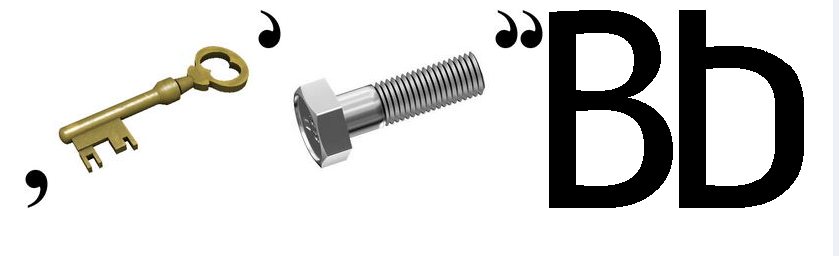 , ’ ,, Bb